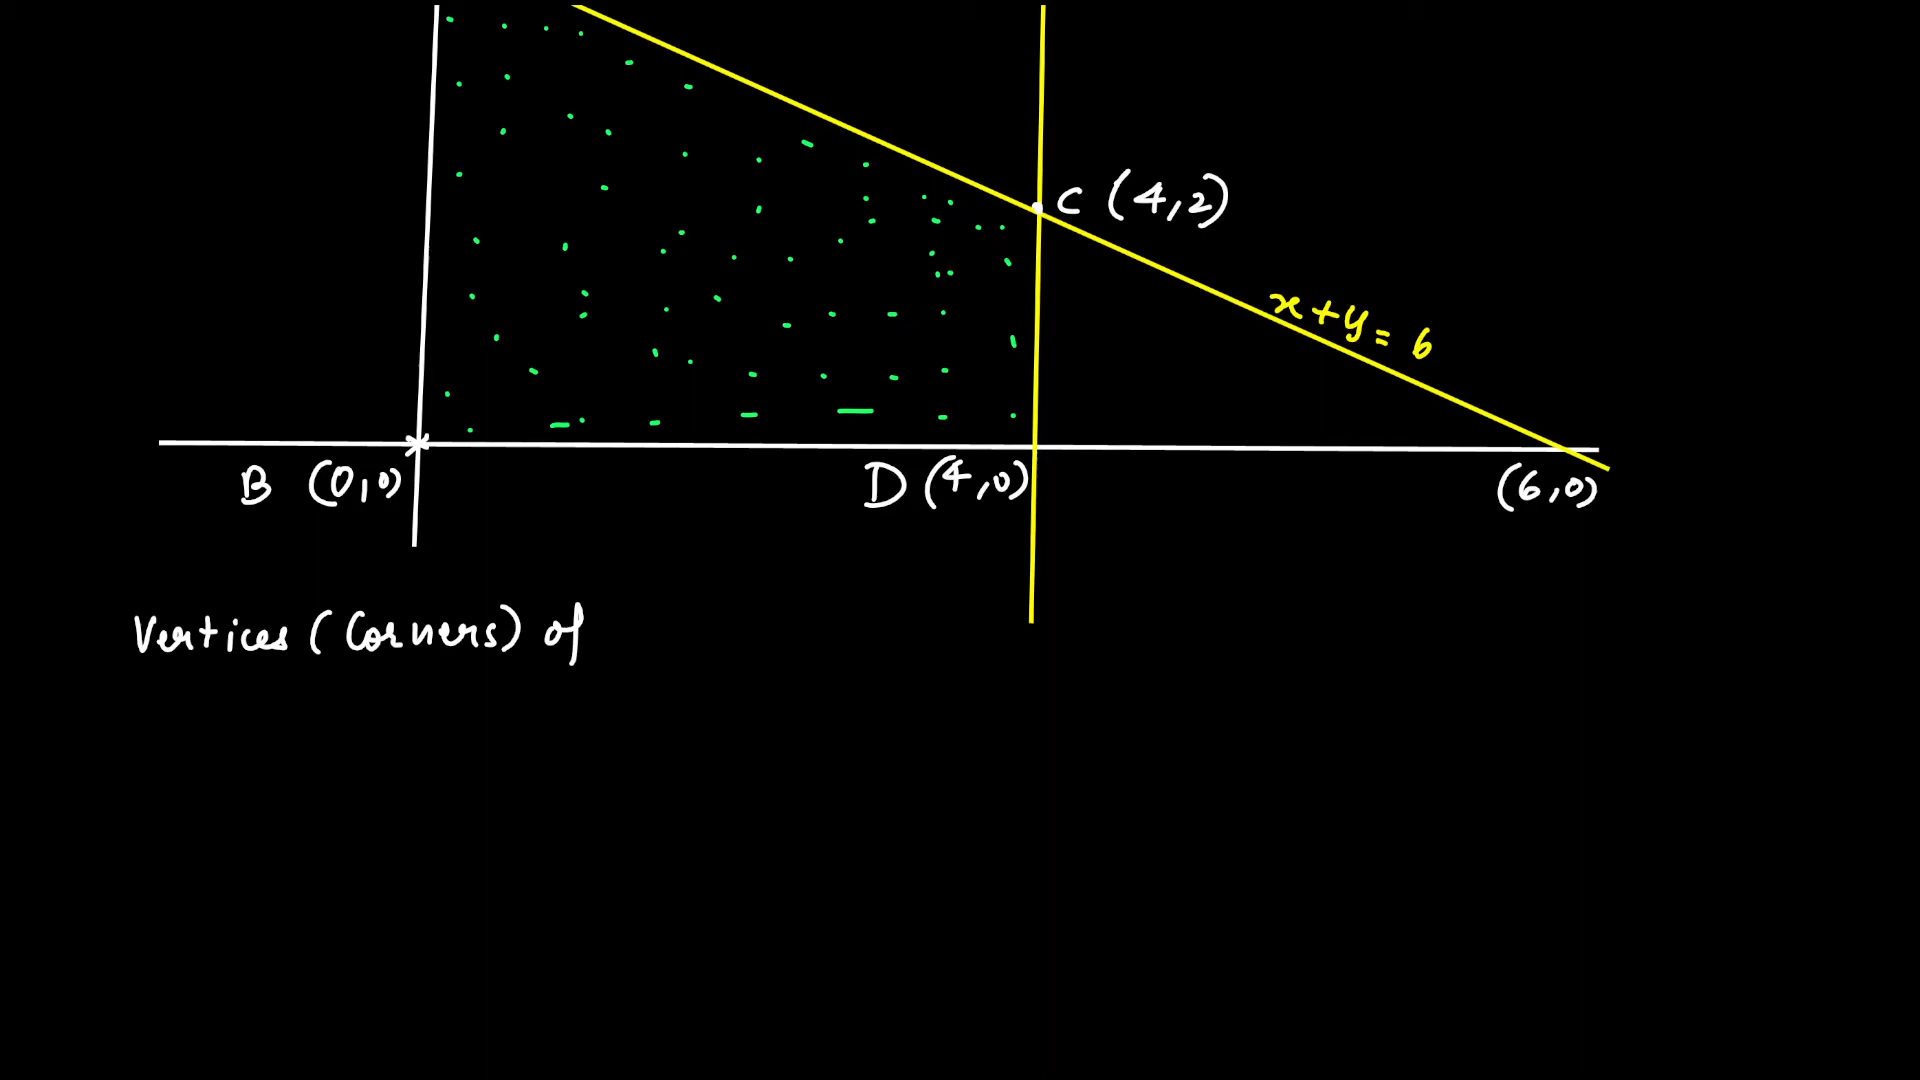 C (4,2)
x+y=6
B (0,0)
D (4,0)
(6,0)
Vertices (Corners) of